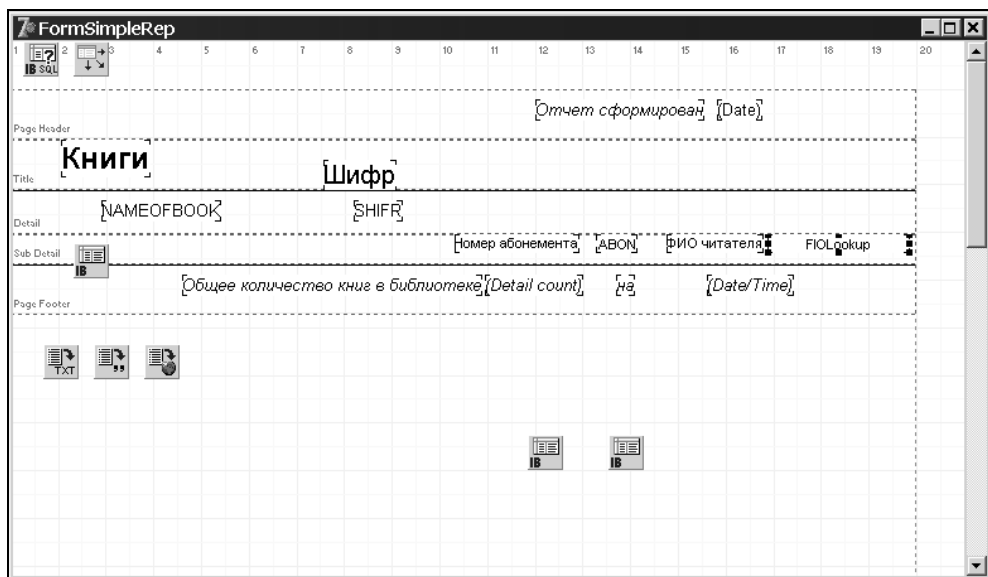 FormSimpleRep
1 2 3 4 5 6 7 8 9 10 11 12 13 14 15 16 17 18 19 20
IB SQL
Отчет сформирован (Date)
Page Header
Книги
Шифр
Title
NAMEOFBOOK SHIFR
Detail
Номер абонемента ABON ФИО читателя FIOLookup
Sub Detail
IB
Общее количество книг в библиотеке (Detail count) на (Date/Time)
Page Footer
TXT ,,
IB IB